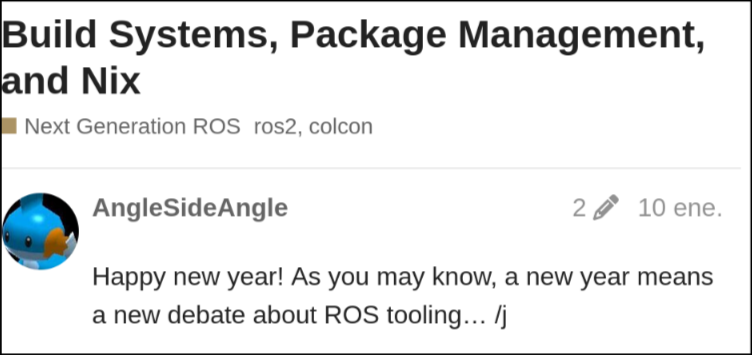 Build Systems, Package Management,
and Nix
Next Generation ROS ros2, colcon
AngleSideAngle 2 10 ene.
Happy new year! As you may know, a new year means
a new debate about ROS tooling… /j